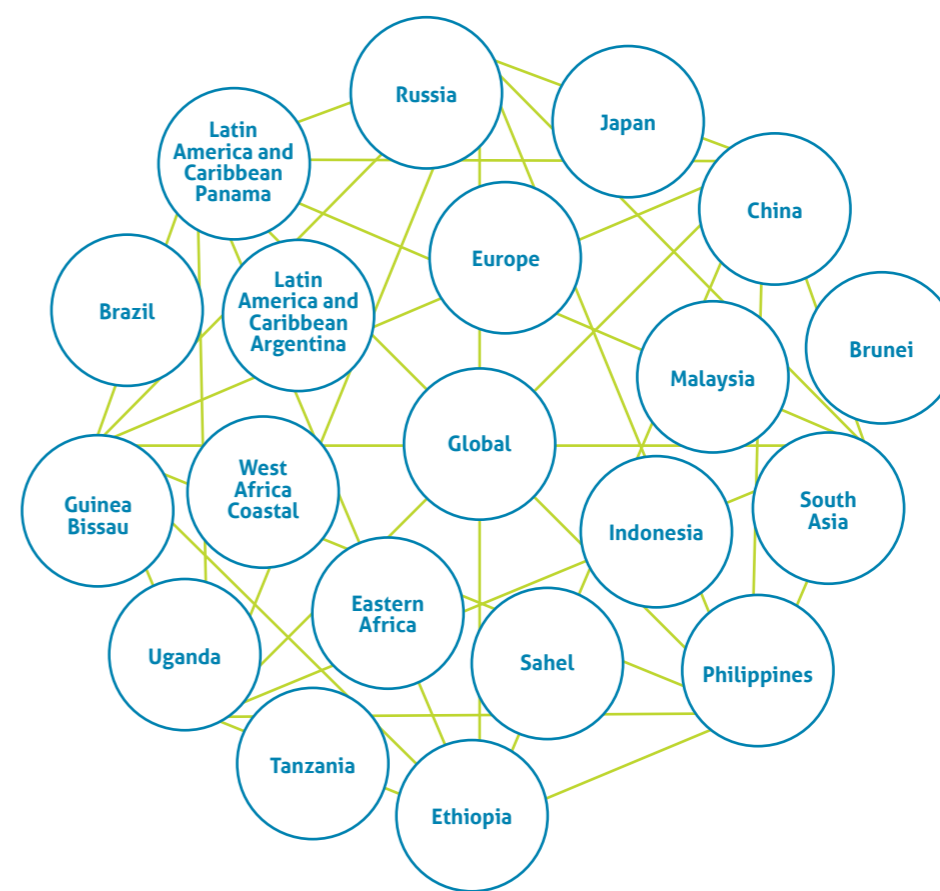 Russia
Japan
Latin
America and
Caribbean
Panama
China
Europe
Latin
America and
Caribbean
Argentina
Brazil
Brunei
Malaysia
Global
West
Africa
Coastal
Guinea
Bissau
South
Asia
Indonesia
Eastern
Africa
Uganda
Sahel
Philippines
Tanzania
Ethiopia